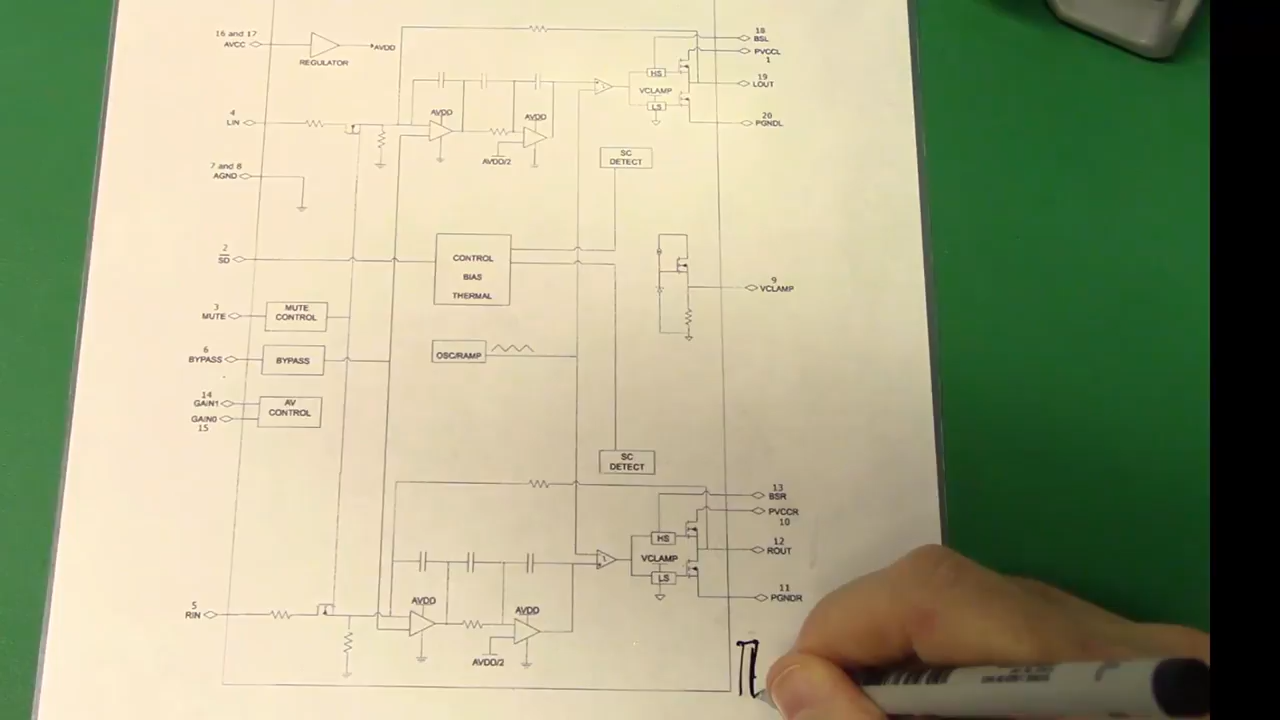 16 and 17
AVCC
REGULATOR
AVDD
18
BSL
PVCCL
1
HS
VCLAMP
LS
19
LOUT
20
PGNDL
4
LIN
AVDD
AVDD
AVDD/2
SC
DETECT
7 and 8
AGND
2
SD
CONTROL
BIAS
THERMAL
9
VCLAMP
3
MUTE
MUTE
CONTROL
6
BYPASS
BYPASS
OSC/RAMP
14
GAIN1
GAIN0
15
AV
CONTROL
SC
DETECT
13
BSR
PVCCR
10
HS
VCLAMP
LS
12
ROUT
11
PGNDR
5
RIN
AVDD
AVDD
AVDD/2